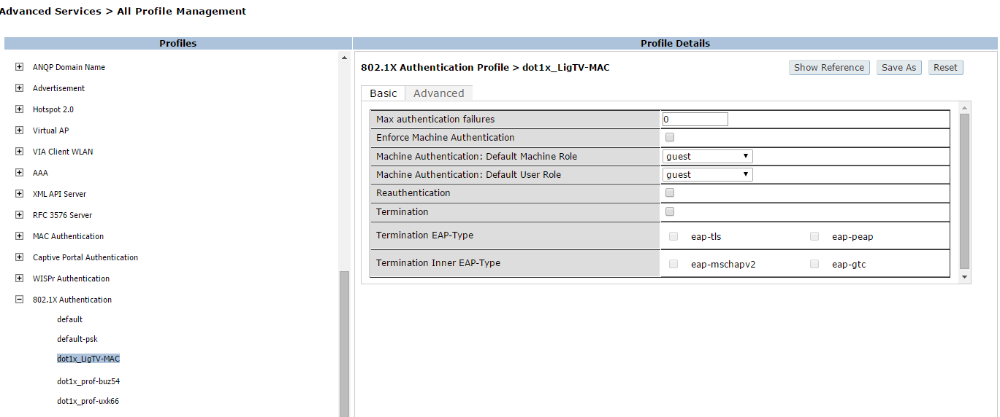 Advanced Services > All Profile Management
Profiles
ANQP Domain Name
Advertisement
Hotspot 2.0
Virtual AP
VIA Client WLAN
AAA
XML API Server
RFC 3576 Server
MAC Authentication
Captive Portal Authentication
WISPr Authentication
802.1X Authentication
default
default-psk
dot1x_LigTV-MAC
dot1x_prof-buz54
dot1x_prof-uxk66
Profile Details
802.1X Authentication Profile > dot1x_LigTV-MAC Show Reference Save As Reset
Basic Advanced
Max authentication failures 0
Enforce Machine Authentication
Machine Authentication: Default Machine Role guest
Machine Authentication: Default User Role guest
Reauthentication
Termination
Termination EAP-Type eap-tls eap-peap
Termination Inner EAP-Type eap-mschapv2 eap-gtc